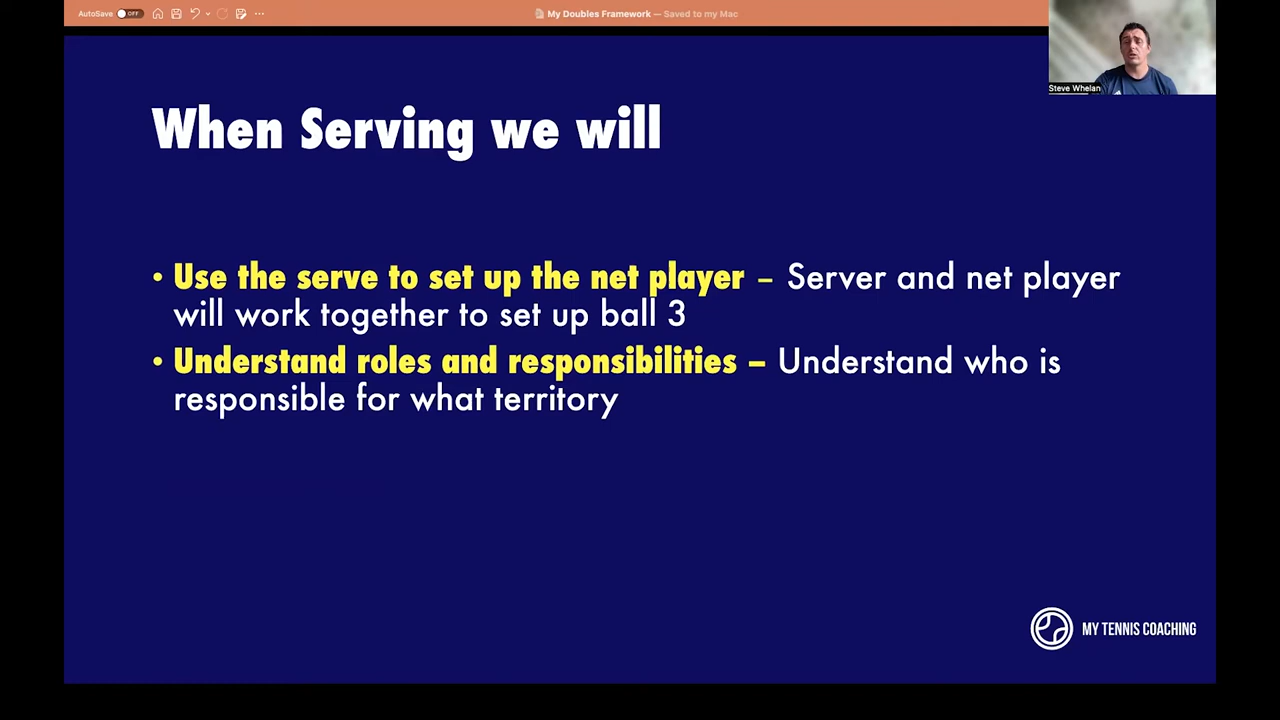 AutoSave OFF
My Doubles Framework — Saved to my Mac
Steve Whelan
When Serving we will
• Use the serve to set up the net player – Server and net player
will work together to set up ball 3
• Understand roles and responsibilities – Understand who is
responsible for what territory
MY TENNIS COACHING